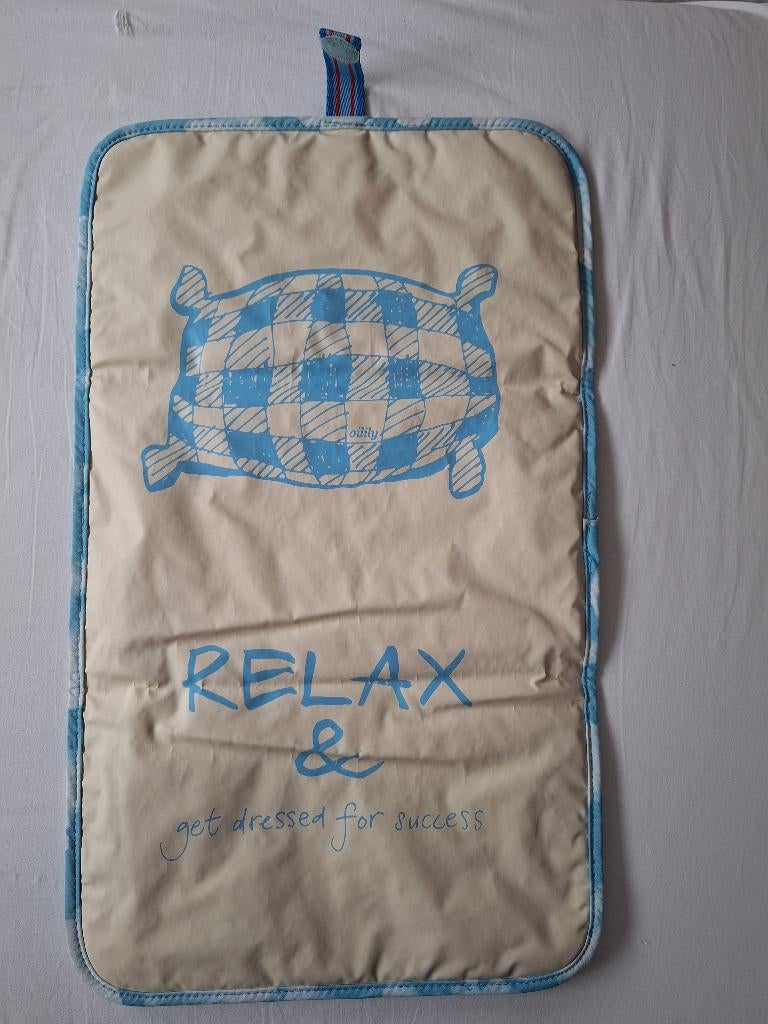 oilily
RELAX
&
get dressed for success